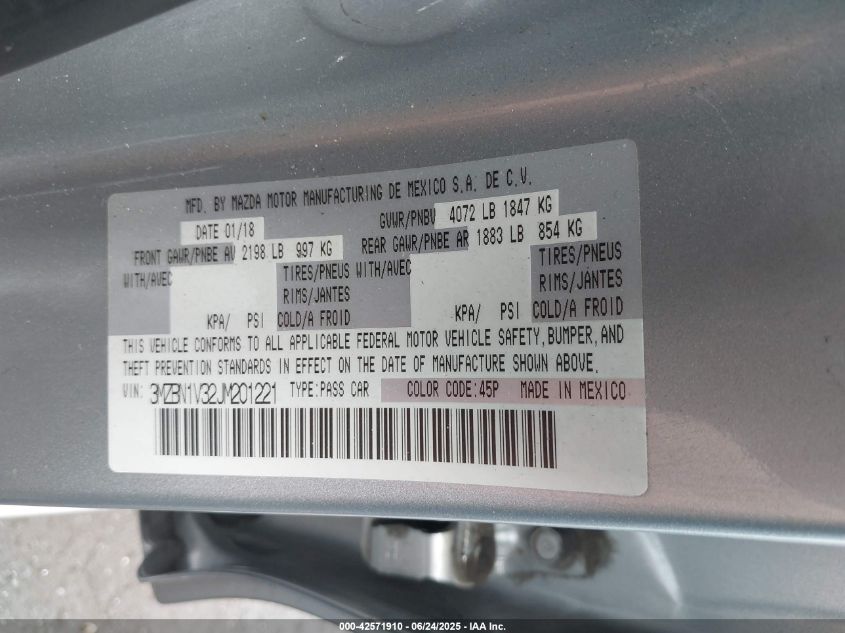 MFD. BY MAZDA MOTOR MANUFACTURING DE MEXICO S.A. DE C.V.
DATE 01/18 GVWR/PNBV 4072 LB 1847 KG
FRONT GAWR/PNBE AV 2198 LB 997 KG REAR GAWR/PNBE AR 1883 LB 854 KG
WITH/AVEC TIRES/PNEUS WITH/AVEC TIRES/PNEUS
RIMS/JANTES RIMS/JANTES
KPA/ PSI COLD/A FROID KPA/ PSI COLD/A FROID
THIS VEHICLE CONFORMS TO ALL APPLICABLE FEDERAL MOTOR VEHICLE SAFETY, BUMPER, AND
THEFT PREVENTION STANDARDS IN EFFECT ON THE DATE OF MANUFACTURE SHOWN ABOVE.
VIN: 3MZBN1V32JM201221 TYPE:PASS CAR COLOR CODE:45P MADE IN MEXICO
000-42571910 - 06/24/2025 - IAA Inc.